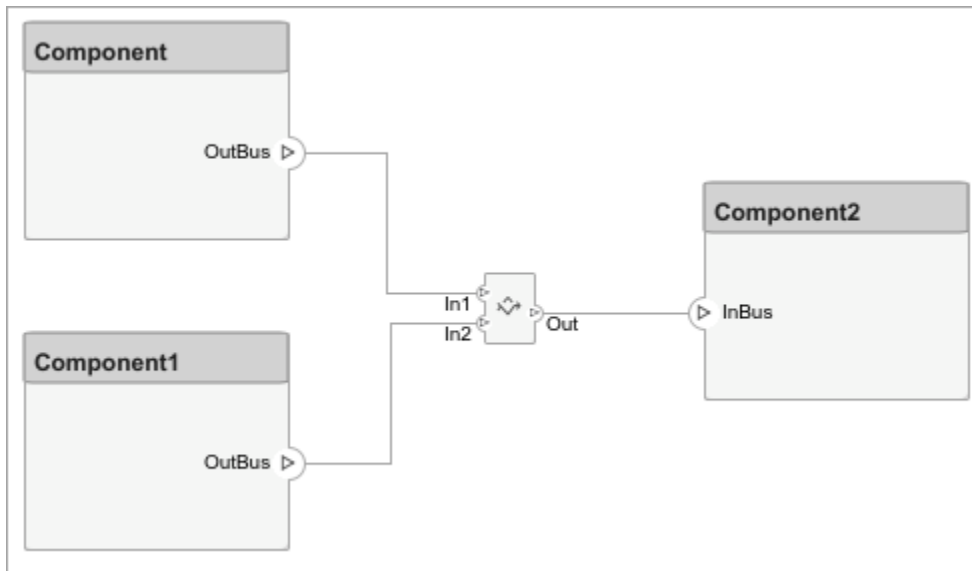 Component
OutBus
Component2
In1
InBus
In2
Out
Component1
OutBus